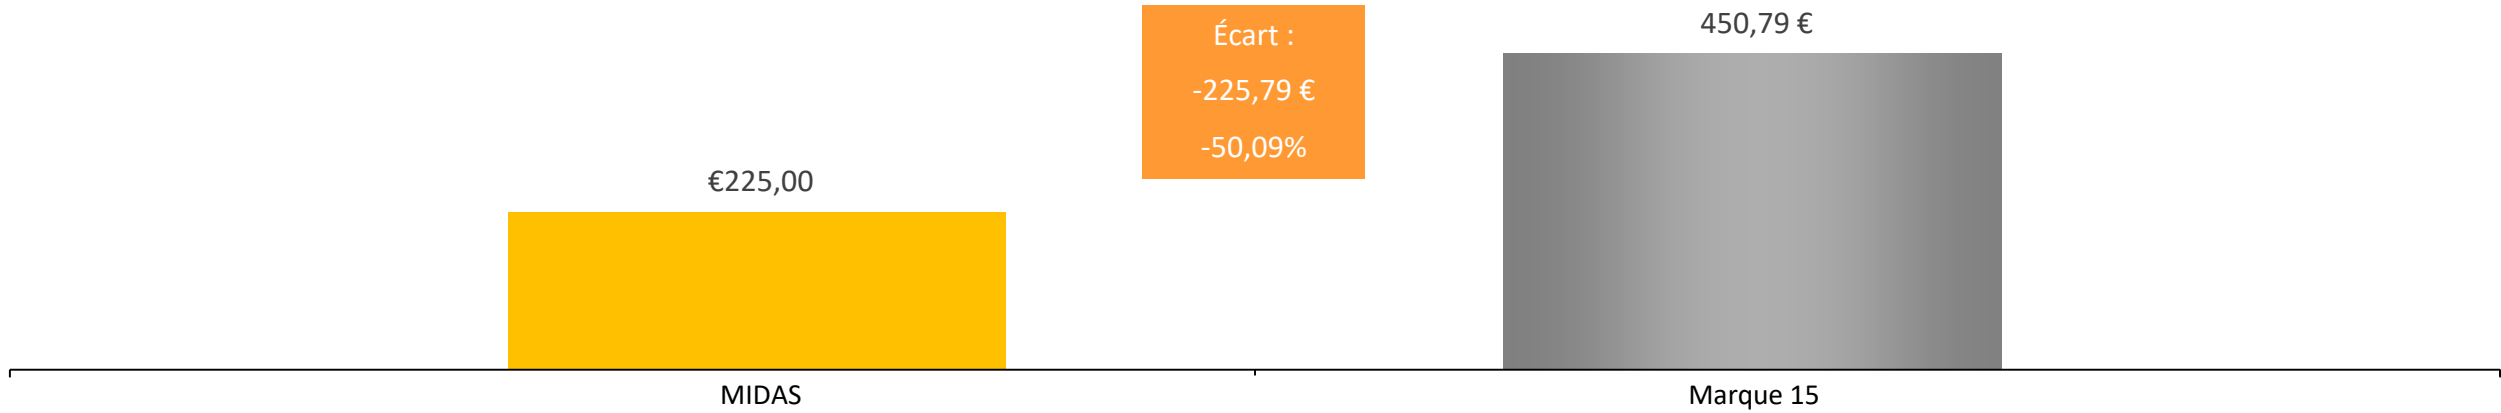 Écart :
-225,79 €
-50,09%
450,79 €
€225,00
MIDAS
Marque 15